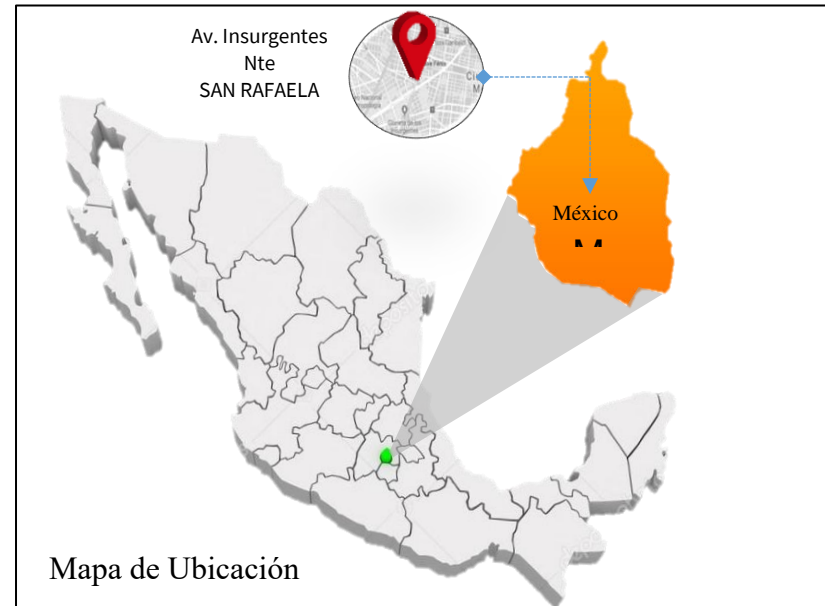 Av. Insurgentes
Nte
SAN RAFAELA
México
Mapa de Ubicación